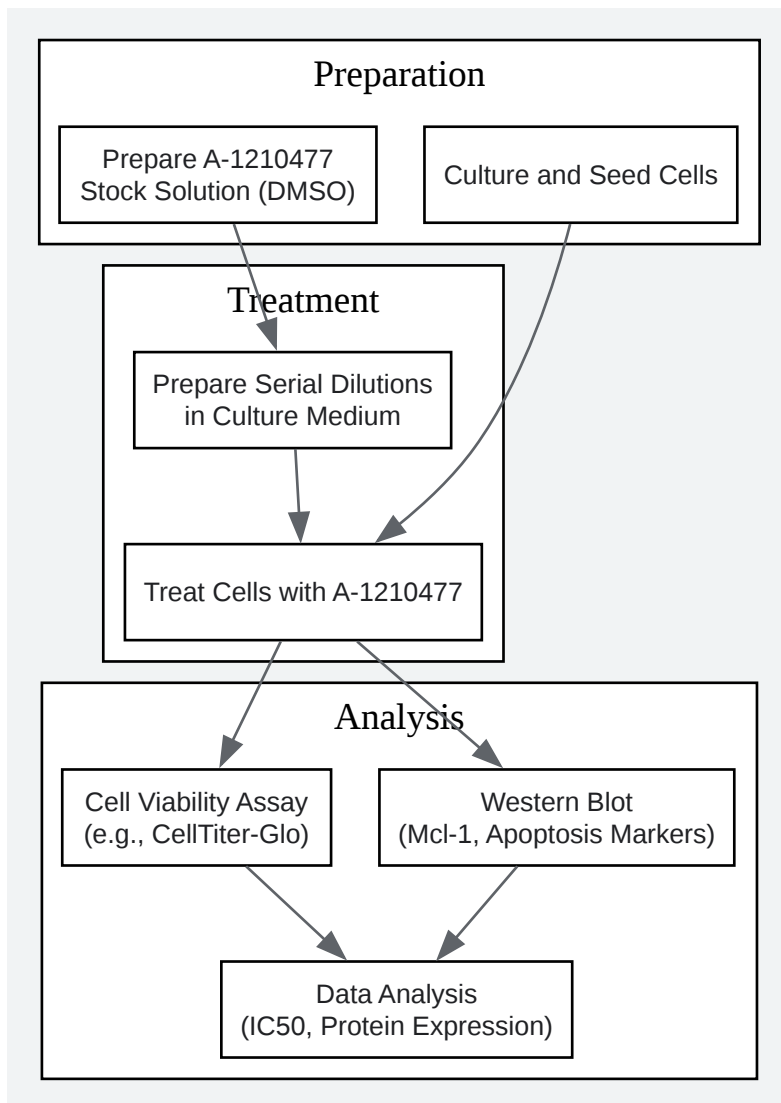 Preparation
Prepare A-1210477
Stock Solution (DMSO)
Culture and Seed Cells
Treatment
Prepare Serial Dilutions
in Culture Medium
Treat Cells with A-1210477
Analysis
Cell Viability Assay
(e.g., CellTiter-Glo)
Western Blot
(Mcl-1, Apoptosis Markers)
Data Analysis
(IC50, Protein Expression)